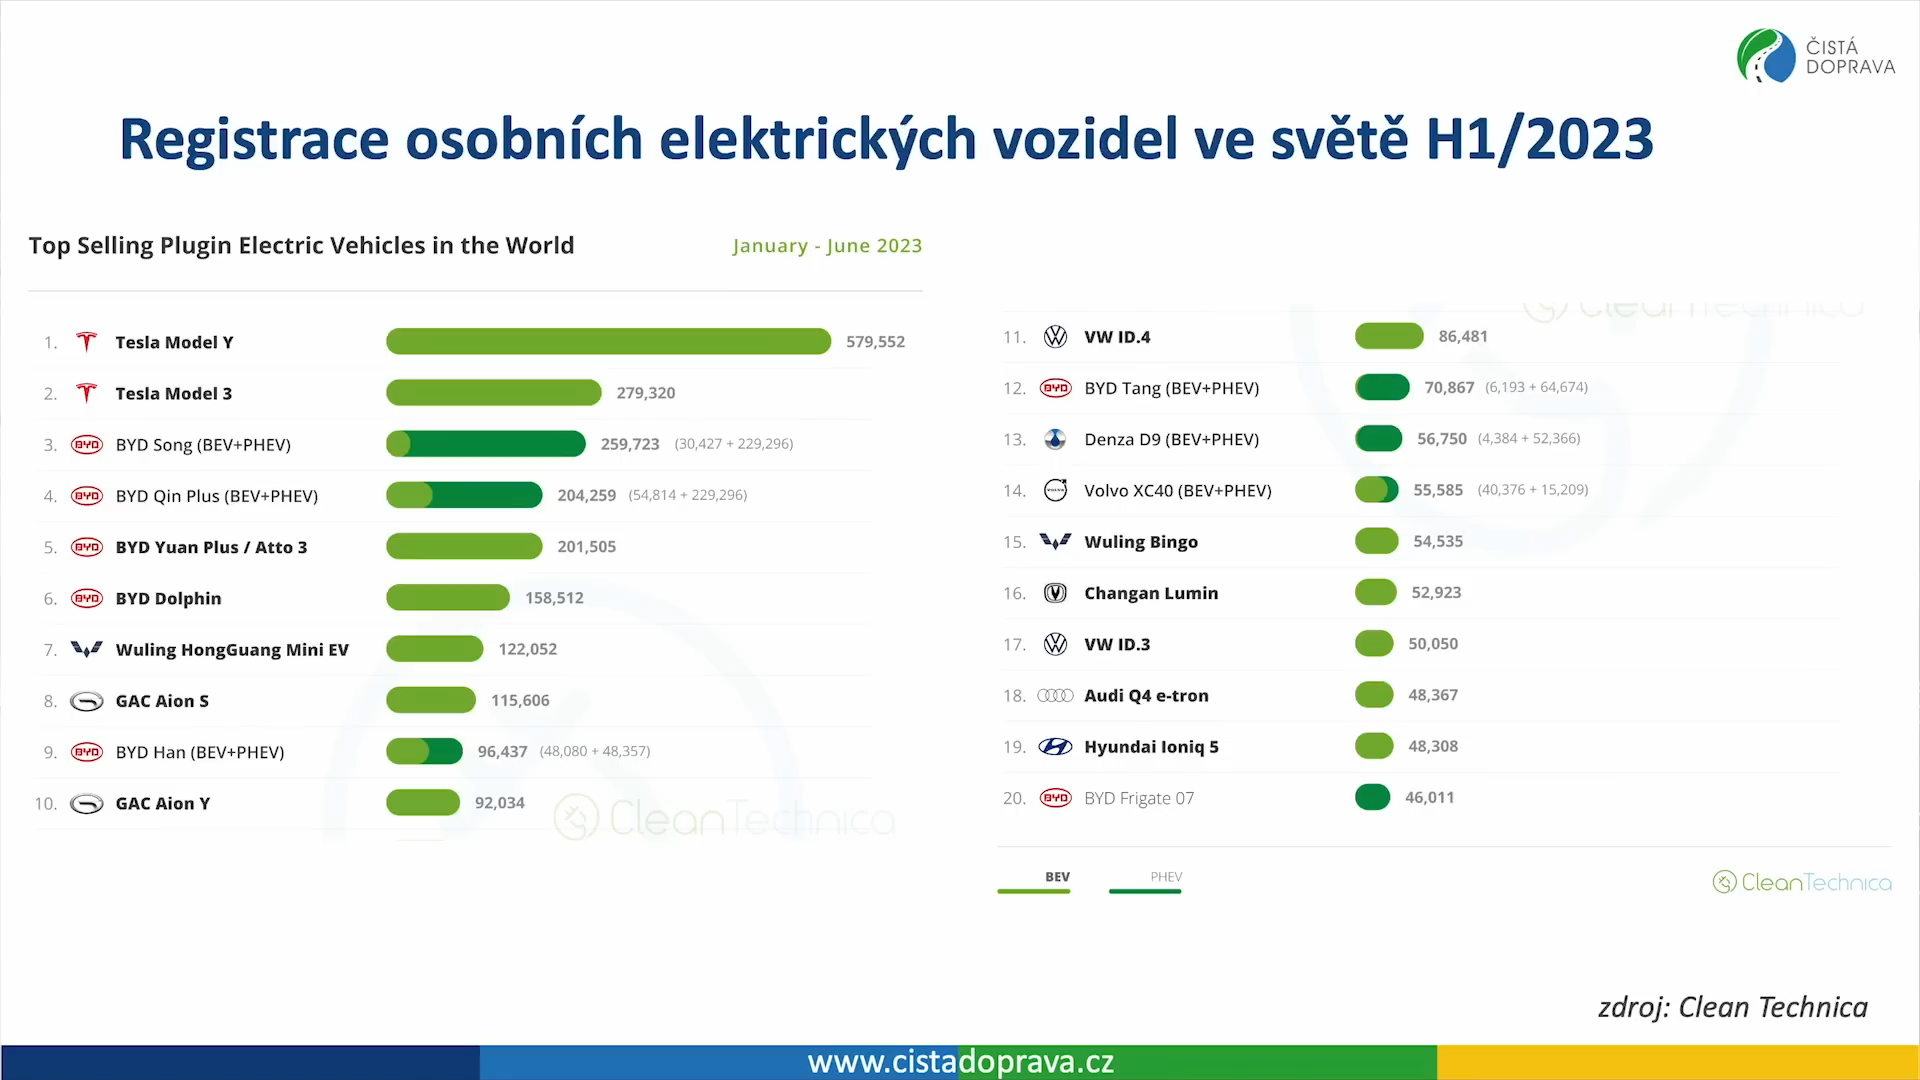 ČISTÁ
DOPRAVA
Registrace osobních elektrických vozidel ve světě H1/2023
Top Selling Plugin Electric Vehicles in the World January - June 2023
1. Tesla Model Y 579,552
2. Tesla Model 3 279,320
3. BYD BYD Song (BEV+PHEV) 259,723 (30,427 + 229,296)
4. BYD BYD Qin Plus (BEV+PHEV) 204,259 (54,814 + 229,296)
5. BYD BYD Yuan Plus / Atto 3 201,505
6. BYD BYD Dolphin 158,512
7. Wuling HongGuang Mini EV 122,052
8. GAC Aion S 115,606
9. BYD BYD Han (BEV+PHEV) 96,437 (48,080 + 48,357)
10. GAC Aion Y 92,034
CleanTechnica
CleanTechnica
11. VW ID.4 86,481
12. BYD BYD Tang (BEV+PHEV) 70,867 (6,193 + 64,674)
13. Denza D9 (BEV+PHEV) 56,750 (4,384 + 52,366)
14. Volvo XC40 (BEV+PHEV) 55,585 (40,376 + 15,209)
15. Wuling Bingo 54,535
16. Changan Lumin 52,923
17. VW ID.3 50,050
18. Audi Q4 e-tron 48,367
19. Hyundai Ioniq 5 48,308
20. BYD BYD Frigate 07 46,011
BEV PHEV
CleanTechnica
zdroj: Clean Technica
www.cistadoprava.cz